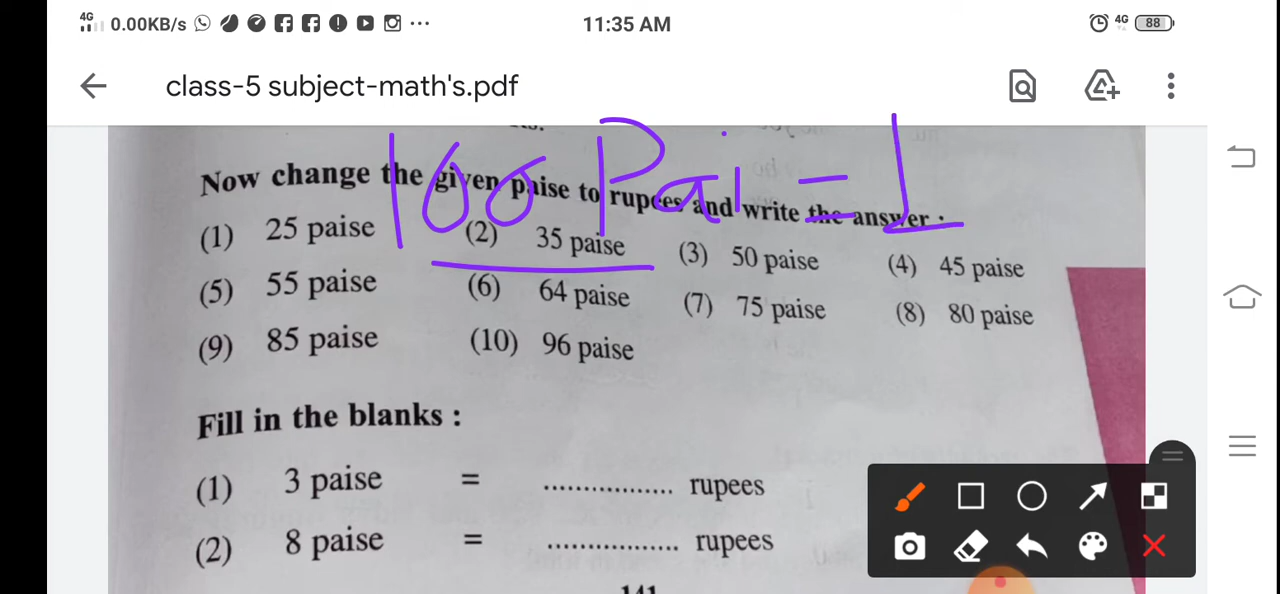 4G 0.00KB/s 11:35 AM 4G 88
class-5 subject-math's.pdf
Now change the given paise to rupees and write the answer :
100 Pai = 1
(1) 25 paise (2) 35 paise (3) 50 paise (4) 45 paise
(5) 55 paise (6) 64 paise (7) 75 paise (8) 80 paise
(9) 85 paise (10) 96 paise
Fill in the blanks :
(1) 3 paise = ................. rupees
(2) 8 paise = ................. rupees
141